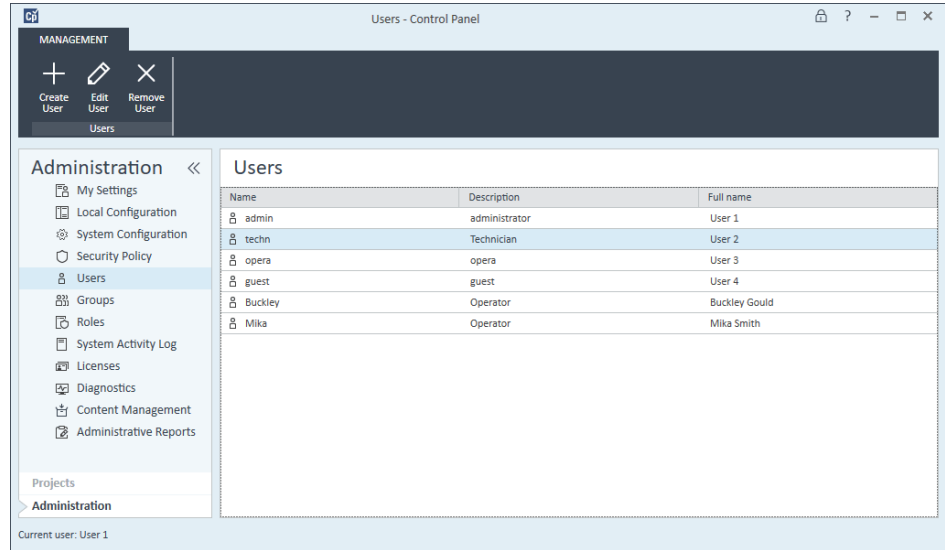 Cp
Users - Control Panel
?
MANAGEMENT
Create User
Edit User
Remove User
Users
Administration
My Settings
Local Configuration
System Configuration
Security Policy
Users
Groups
Roles
System Activity Log
Licenses
Diagnostics
Content Management
Administrative Reports
Projects
Administration
Users
Name Description Full name
admin administrator User 1
techn Technician User 2
opera opera User 3
guest guest User 4
Buckley Operator Buckley Gould
Mika Operator Mika Smith
Current user: User 1